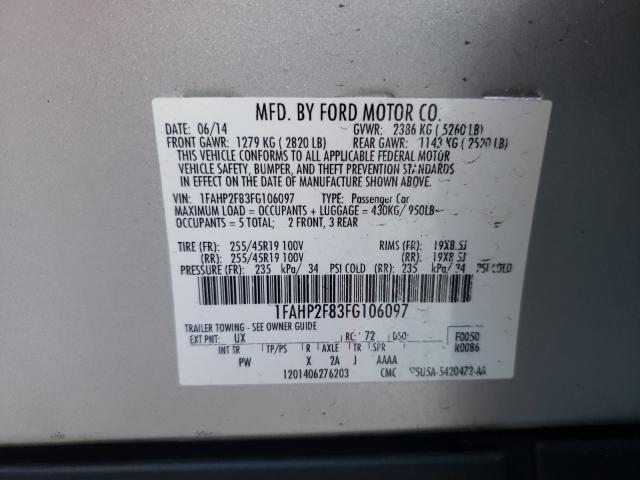 MFD. BY FORD MOTOR CO.
DATE: 06/14 GVWR: 2386 KG ( 5260 LB)
FRONT GAWR: 1279 KG ( 2820 LB) REAR GAWR: 1143 KG ( 2520 LB)
THIS VEHICLE CONFORMS TO ALL APPLICABLE FEDERAL MOTOR
VEHICLE SAFETY, BUMPER, AND THEFT PREVENTION STANDARDS
IN EFFECT ON THE DATE OF MANUFACTURE SHOWN ABOVE.
VIN: 1FAHP2F83FG106097 TYPE: Passenger Car
MAXIMUM LOAD = OCCUPANTS + LUGGAGE = 430KG/ 950LB
OCCUPANTS = 5 TOTAL; 2 FRONT, 3 REAR
TIRE (FR): 255/45R19 100V RIMS (FR): 19X8.5J
(RR): 255/45R19 100V (RR): 19X8.5J
PRESSURE (FR): 235 kPa/ 34 PSI COLD (RR): 235 kPa/ 34 PSI COLD
1FAHP2F83FG106097
TRAILER TOWING - SEE OWNER GUIDE
EXT PNT: UX RC: 72 DSO: F0050
INT TR TP/PS R AXLE TR SPR K0086
PW X 2A J AAAA
1201406276203 CMC 5U5A-5420472-AA